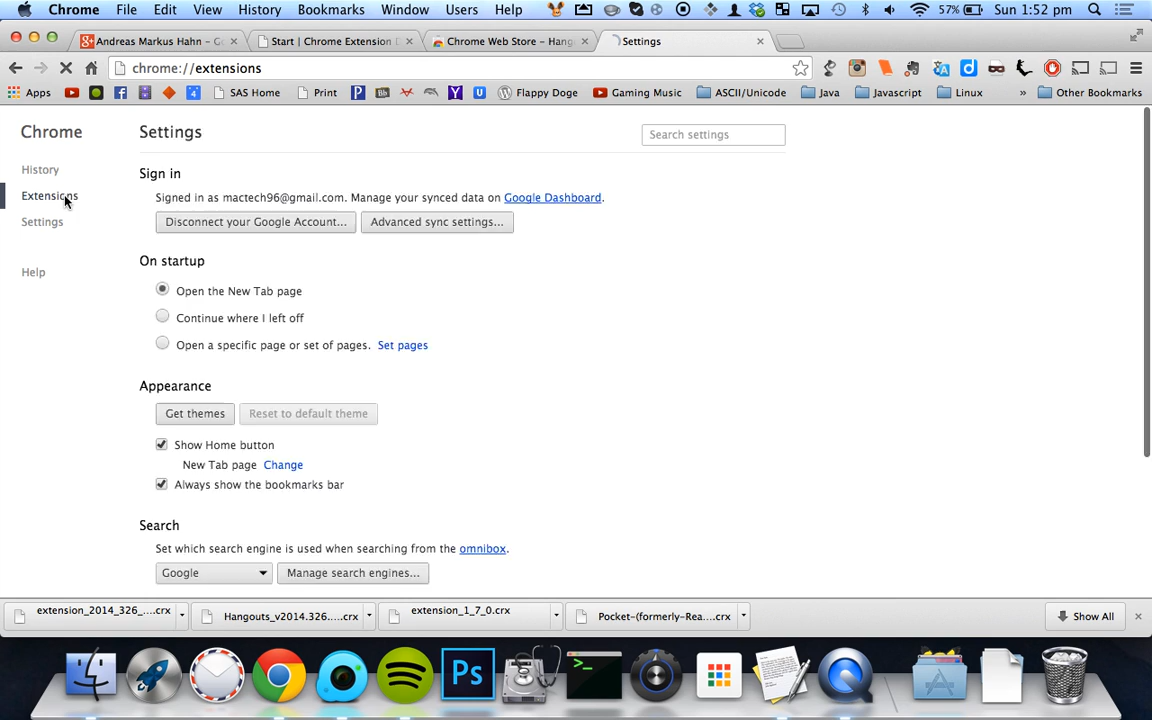 Chrome File Edit View History Bookmarks Window Users Help 57% Sun 1:52 pm
Andreas Markus Hahn – G Start | Chrome Extension Chrome Web Store - Hang Settings
chrome://extensions
Apps SAS Home Print Flappy Doge Gaming Music ASCII/Unicode Java Javascript Linux » Other Bookmarks
Chrome
Settings
Search settings
History
Extensions
Settings
Help
Sign in
Signed in as mactech96@gmail.com. Manage your synced data on Google Dashboard.
Disconnect your Google Account... Advanced sync settings...
On startup
Open the New Tab page
Continue where I left off
Open a specific page or set of pages. Set pages
Appearance
Get themes Reset to default theme
Show Home button
New Tab page Change
Always show the bookmarks bar
Search
Set which search engine is used when searching from the omnibox.
Google Manage search engines...
extension_2014_326_....crx Hangouts_v2014.326....crx extension_1_7_0.crx Pocket-(formerly-Rea....crx Show All
Ps